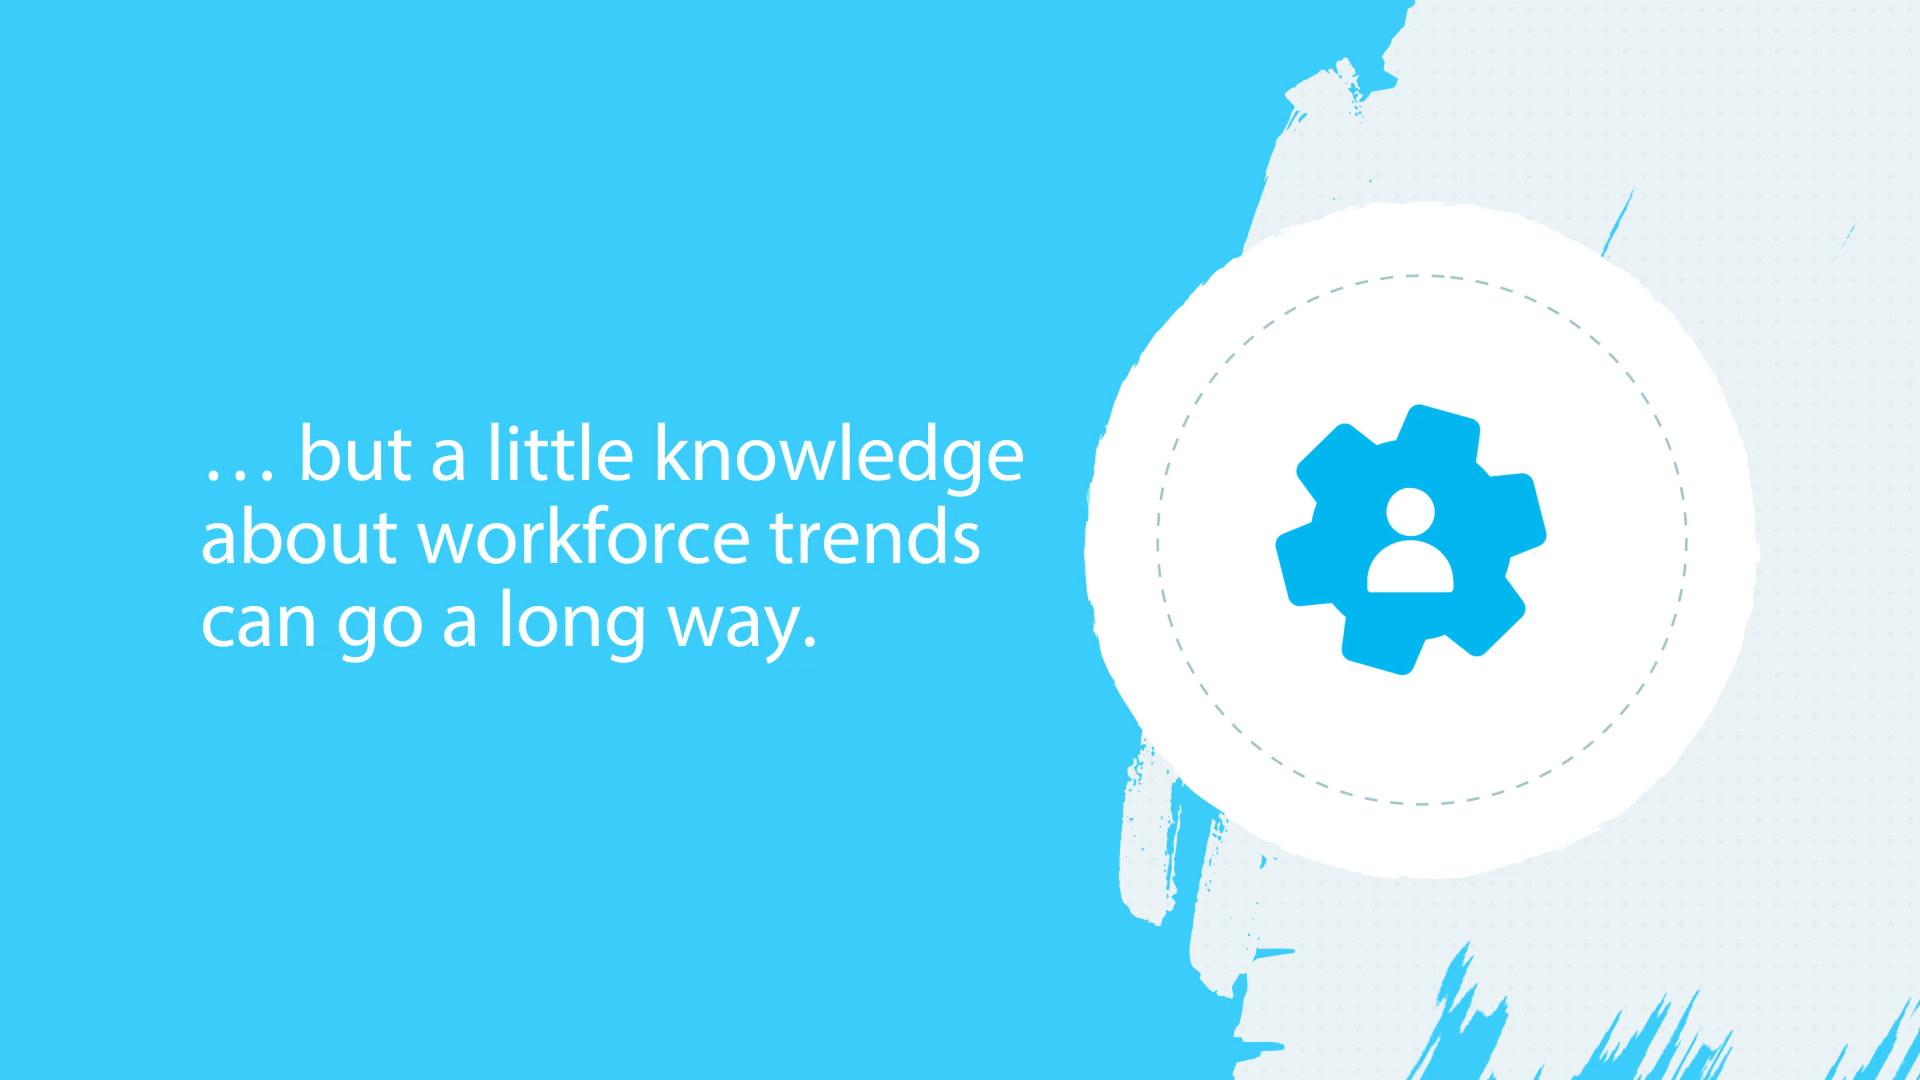 … but a little knowledge
about workforce trends
can go a long way.